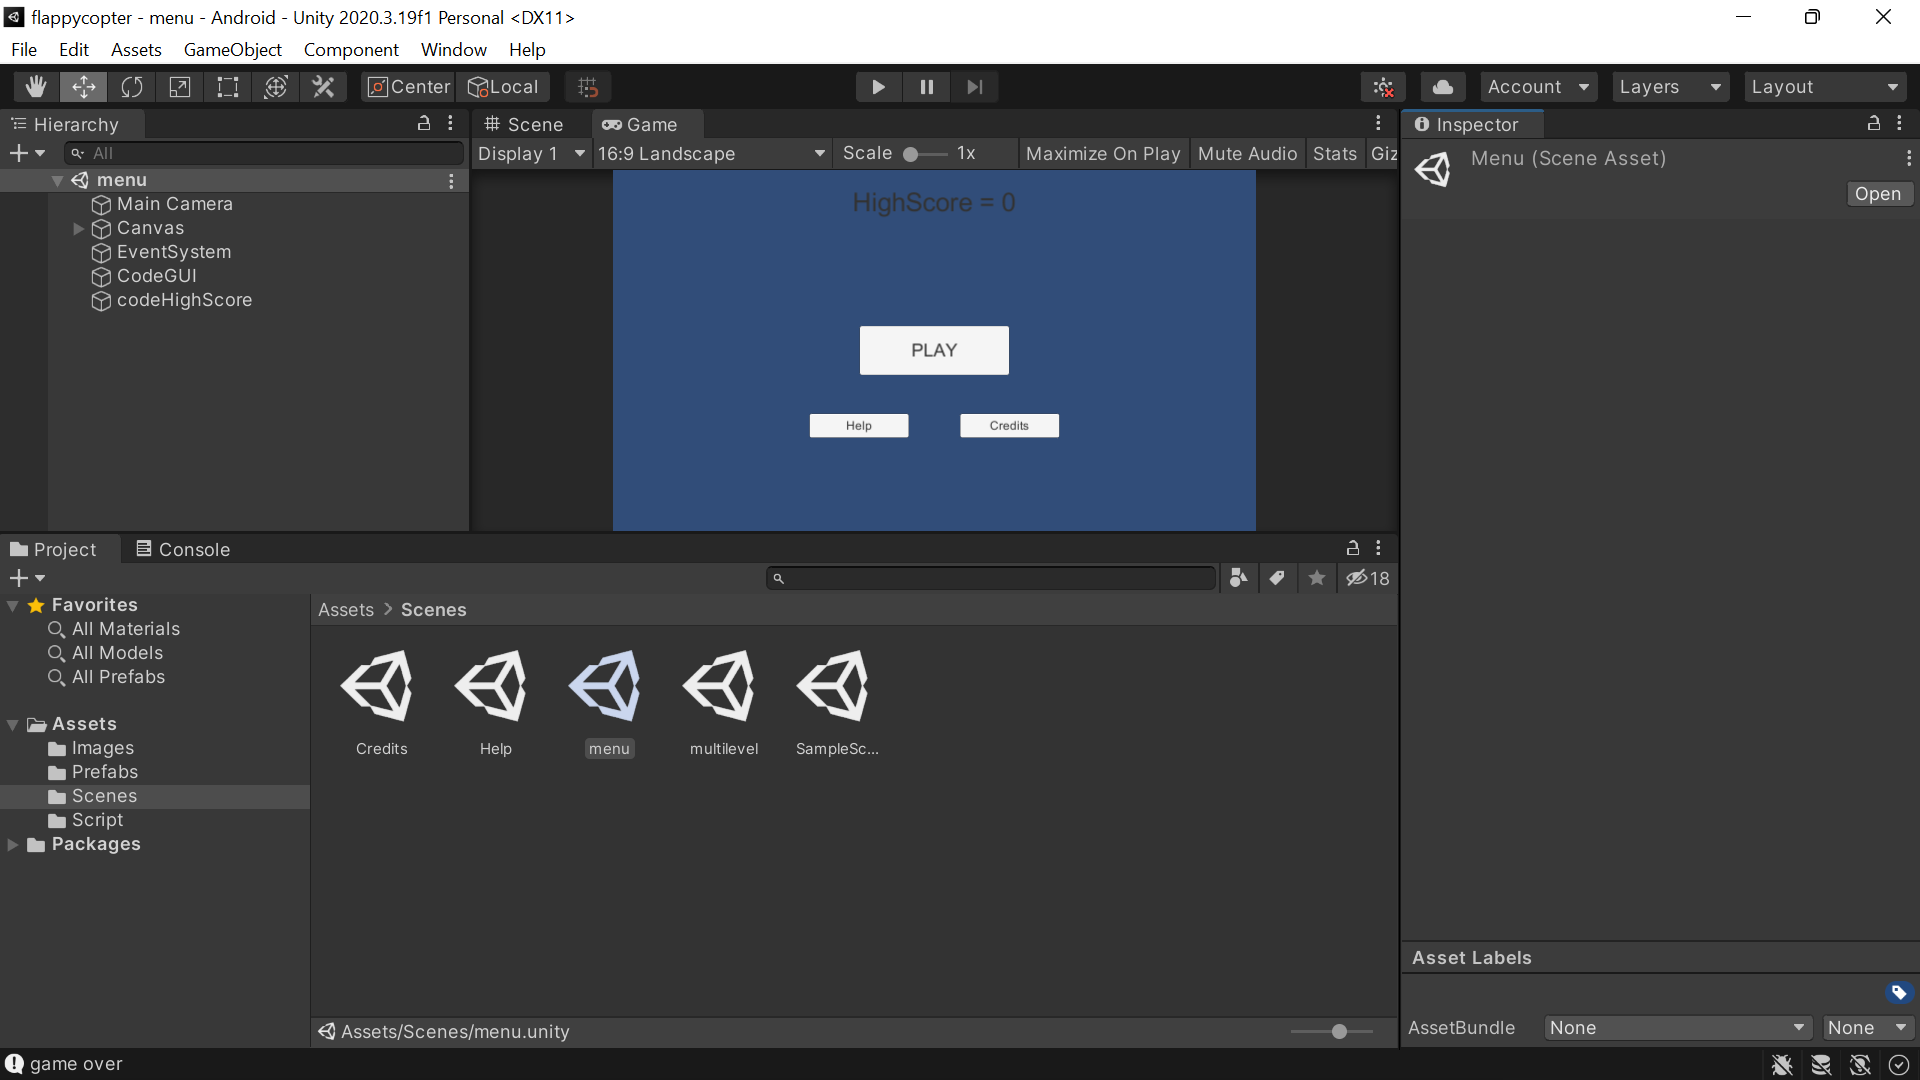 flappycopter - menu - Android - Unity 2020.3.19f1 Personal <DX11>
File Edit Assets GameObject Component Window Help
Center Local Account Layers Layout
Hierarchy
All
menu
Main Camera
Canvas
EventSystem
CodeGUI
codeHighScore
Scene Game
Display 1 16:9 Landscape Scale 1x Maximize On Play Mute Audio Stats Giz
HighScore = 0
PLAY
Help Credits
Inspector
Menu (Scene Asset)
Open
Project Console
18
Favorites
All Materials
All Models
All Prefabs
Assets
Images
Prefabs
Scenes
Script
Packages
Assets > Scenes
Credits Help menu multilevel SampleSc...
Assets/Scenes/menu.unity
Asset Labels
AssetBundle None None
game over